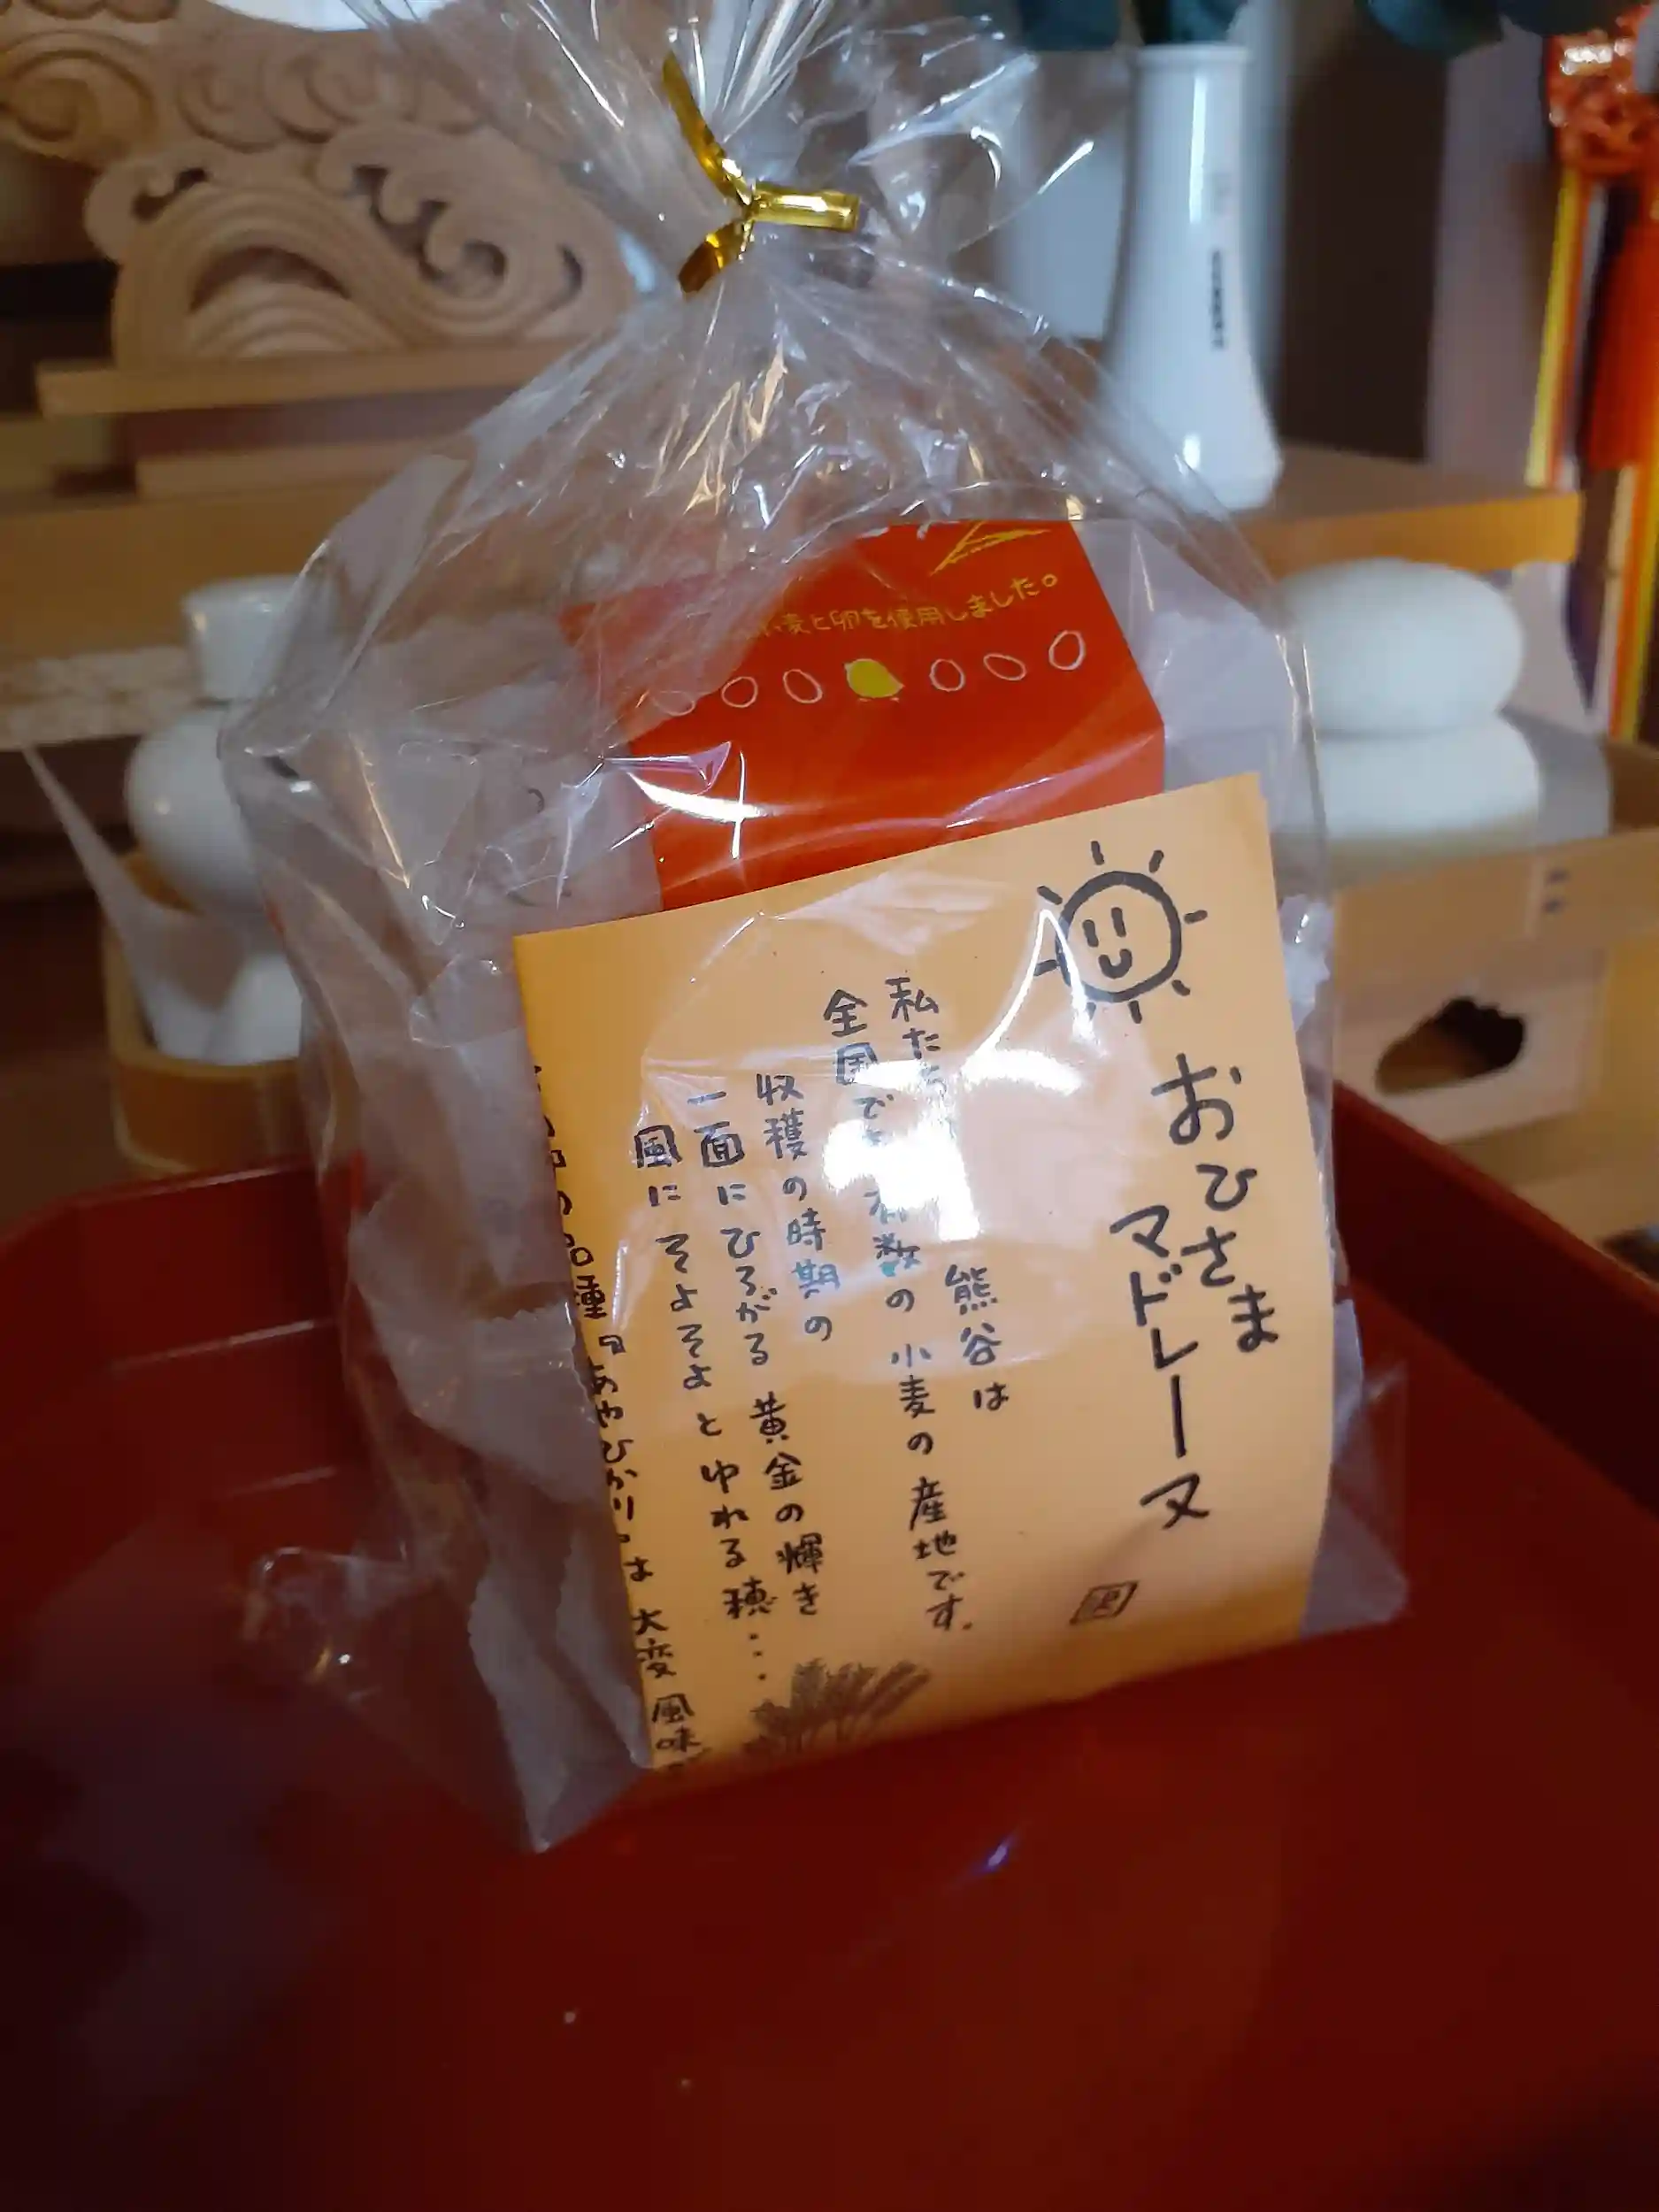 小麦と卵を使用しました。
おひさま
マドレーヌ
私たち 熊谷は
全国で 数の小麦の産地です。
収穫の時期の
一面にひろがる黄金の輝き
風にそよそよとゆれる穂...
の品種『あやひかり』は大変風味